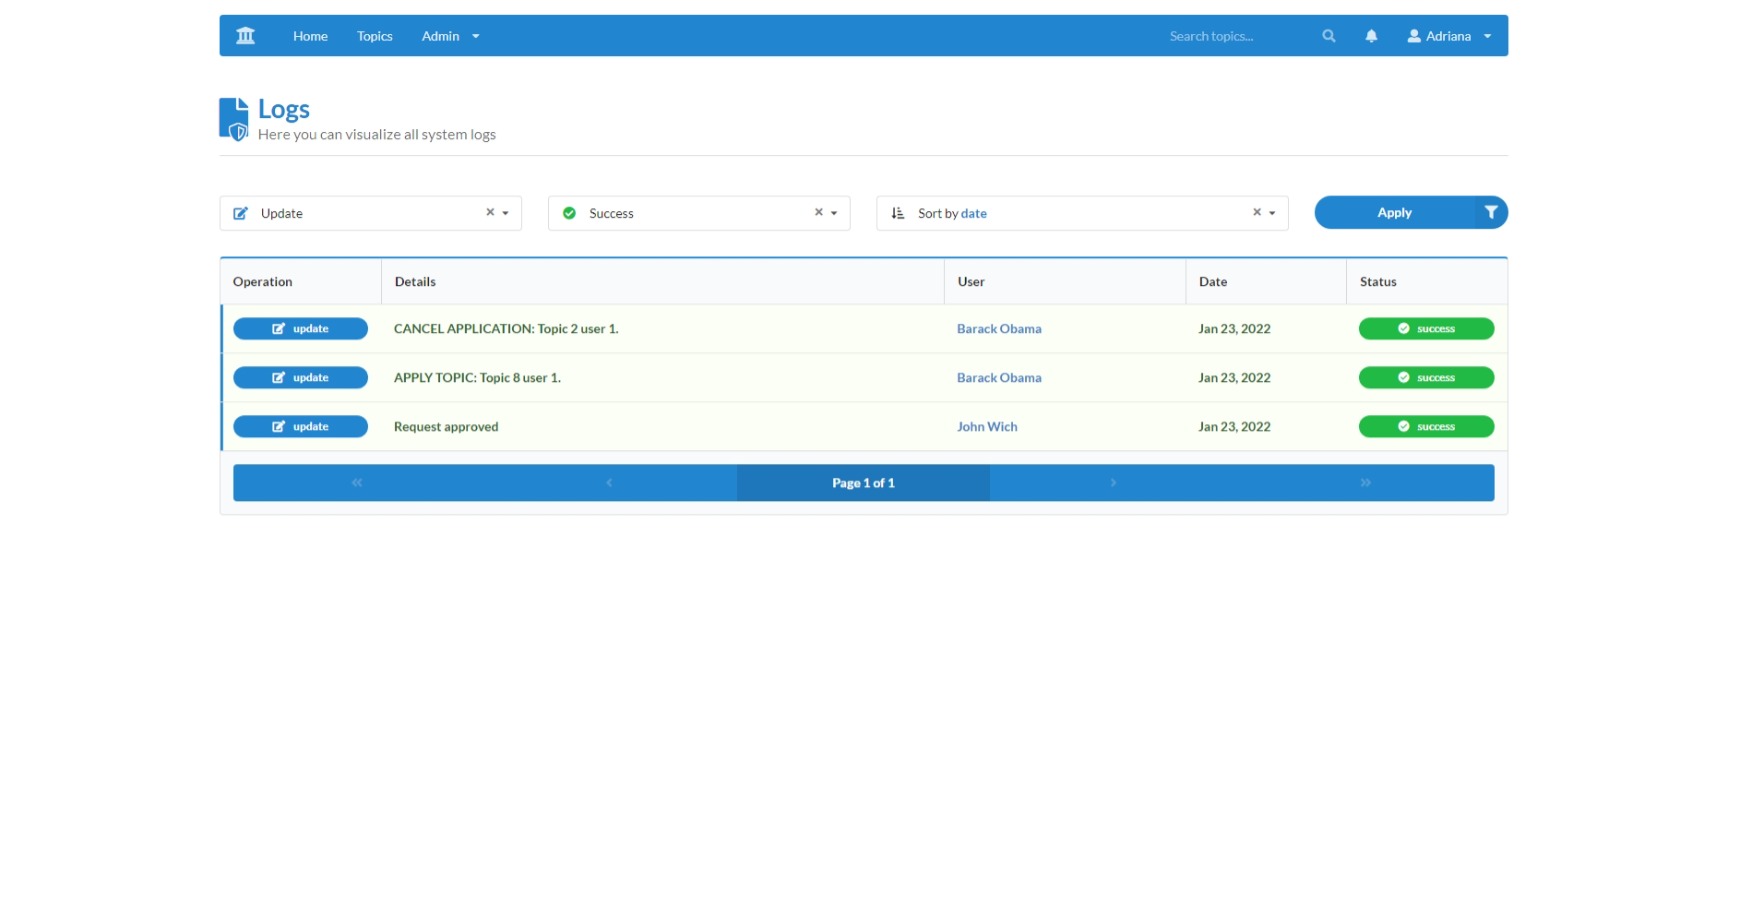 Home Topics Admin Search topics... Adriana
Logs
Here you can visualize all system logs
Update Success Sort by date Apply
Operation Details User Date Status
update CANCEL APPLICATION: Topic 2 user 1. Barack Obama Jan 23, 2022 success
update APPLY TOPIC: Topic 8 user 1. Barack Obama Jan 23, 2022 success
update Request approved John Wich Jan 23, 2022 success
Page 1 of 1